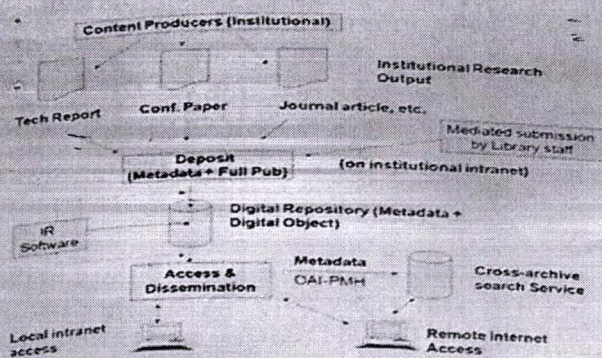 Content Producers (Institutional)
Institutional Research
Output
Tech Report
Conf. Paper
Journal article, etc.
Mediated submission
by Library staff
Deposit
(Metadata + Full Pub)
(on institutional intranet)
Digital Repository (Metadata +
Digital Object)
IR
Software
Access &
Dissemination
Metadata
OAI-PMH
Cross-archive
search Service
Local intranet
access
Remote Internet
Access